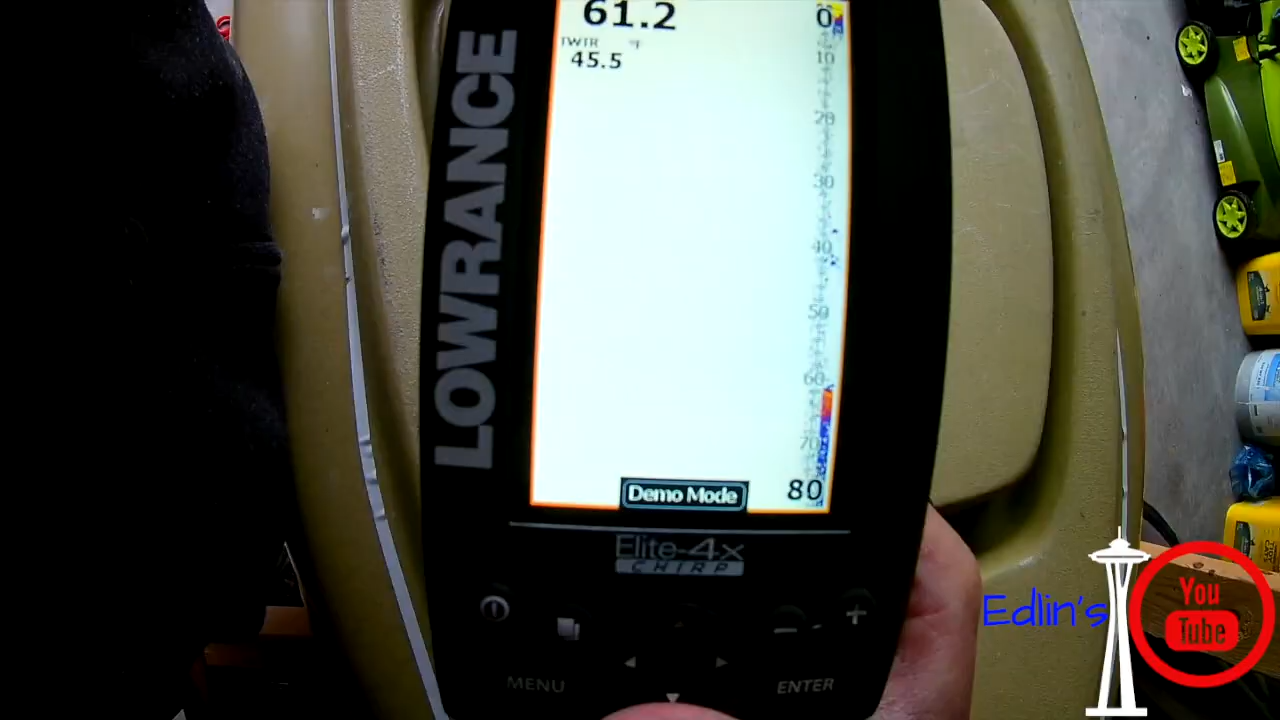 61.2
TWTR °F
45.5
0
10
20
30
40
50
60
70
80
LOWRANCE
Demo Mode
Elite-4x
CHIRP
MENU
ENTER
Edlin's
You
Tube